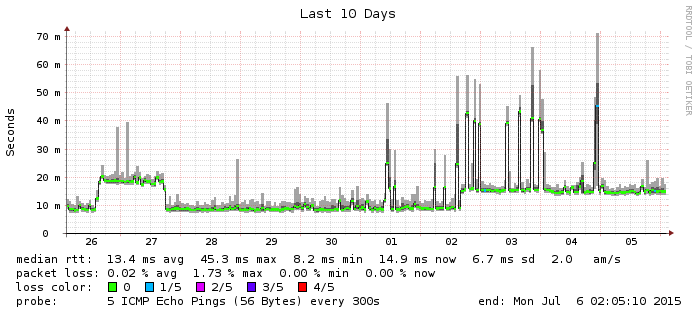 Last 10 Days
RRDTOOL / TOBI OETIKER
Seconds
70 m
60 m
50 m
40 m
30 m
20 m
10 m
0
26 27 28 29 30 01 02 03 04 05
median rtt: 13.4 ms avg 45.3 ms max 8.2 ms min 14.9 ms now 6.7 ms sd 2.0 am/s
packet loss: 0.02 % avg 1.73 % max 0.00 % min 0.00 % now
loss color: 0 1/5 2/5 3/5 4/5
probe: 5 ICMP Echo Pings (56 Bytes) every 300s end: Mon Jul 6 02:05:10 2015